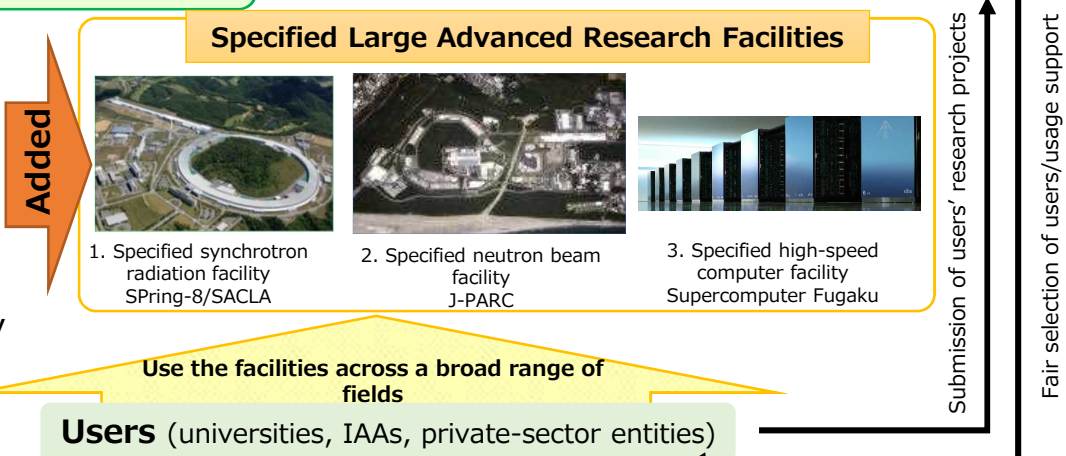 Specified Large Advanced Research Facilities
Added
1. Specified synchrotron
radiation facility
SPring-8/SACLA
2. Specified neutron beam
facility
J-PARC
3. Specified high-speed
computer facility
Supercomputer Fugaku
Use the facilities across a broad range of
fields
Users (universities, IAAs, private-sector entities)
Submission of users' research projects
Fair selection of users/usage support